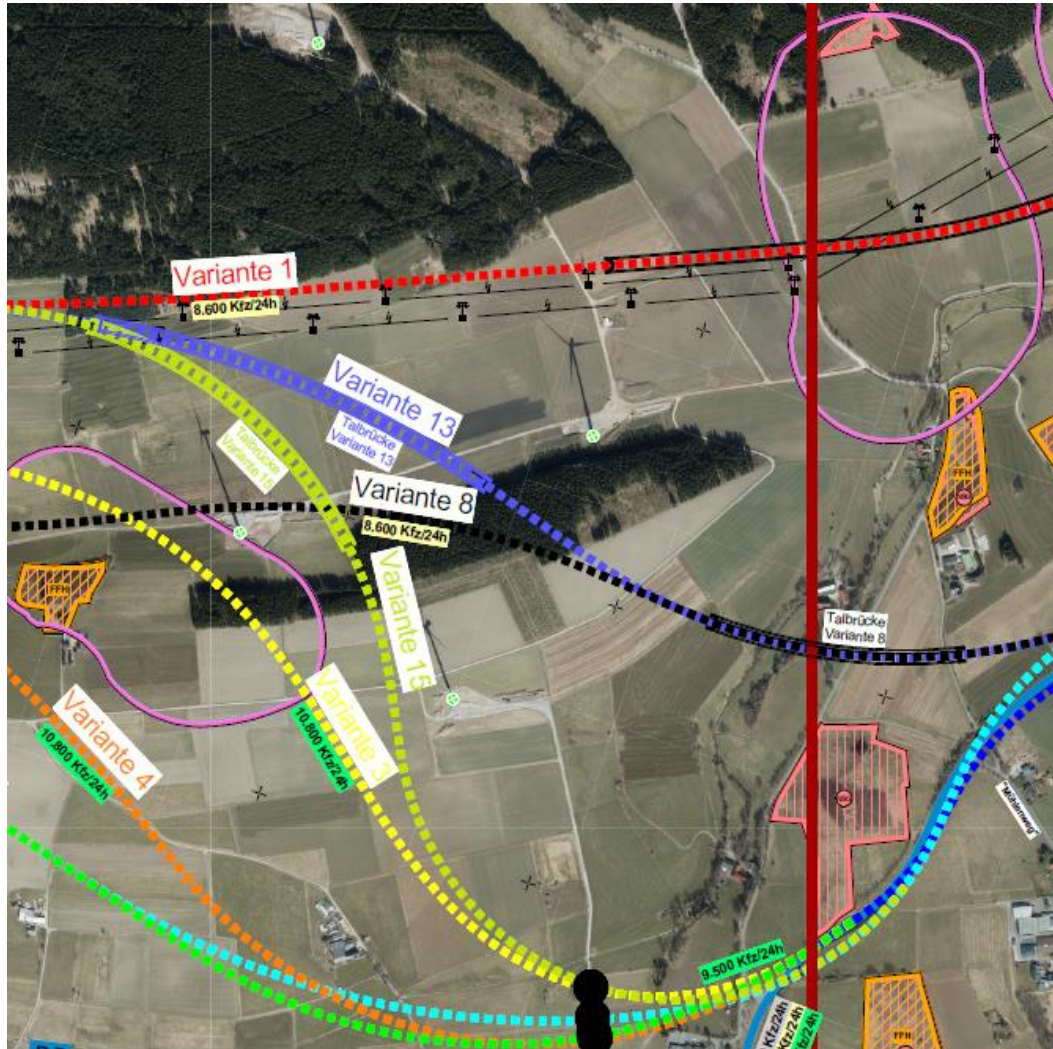 Variante 1
8.600 Kfz/24h
Variante 13
Talbrücke
Variante 13
Talbrücke
Variante 15
Variante 8
8.600 Kfz/24h
FFH
FFH
Variante 15
Talbrücke
Variante 8
Variante 3
10.800 Kfz/24h
Variante 4
10.800 Kfz/24h
"Mühlenweg"
9.500 Kfz/24h
Kfz/24h
Kfz/24h
fz/24h